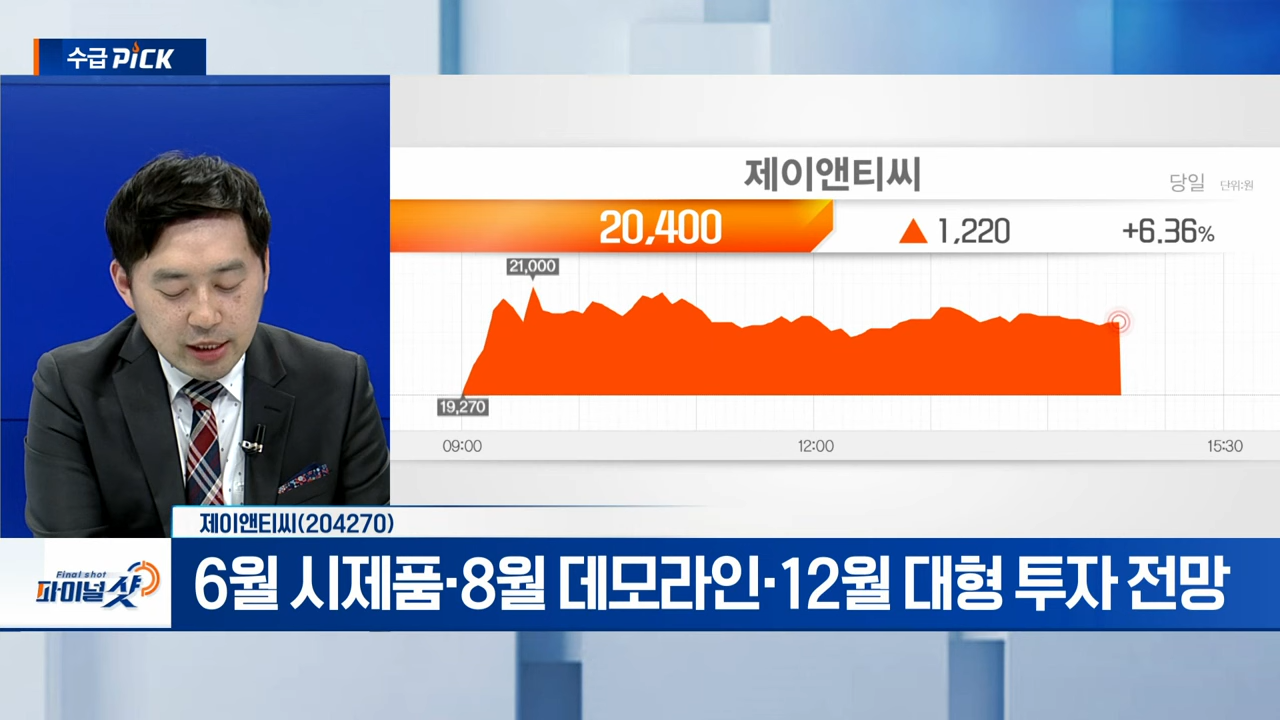 수급 PiCK
제이앤티씨
당일 단위:원
20,400 ▲ 1,220 +6.36%
21,000
19,270
09:00 12:00 15:30
제이앤티씨(204270)
Final shot
파이널샷
6월 시제품·8월 데모라인·12월 대형 투자 전망